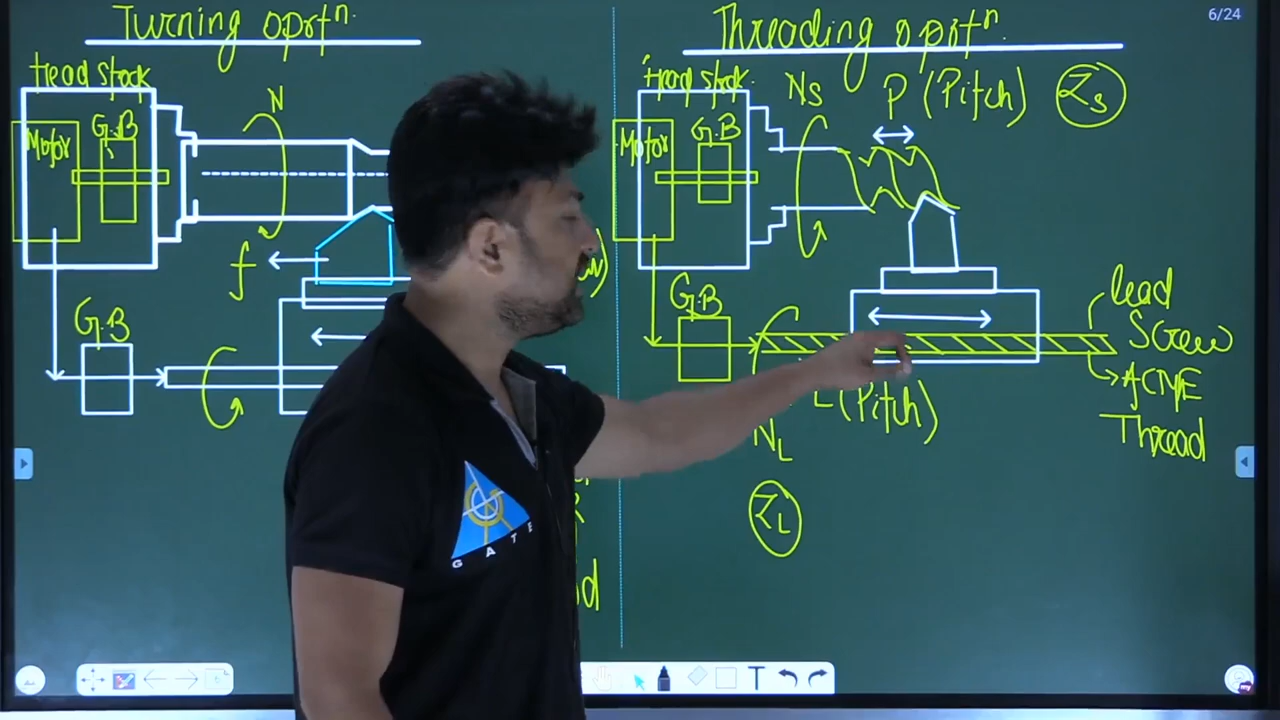 Turning oprtⁿ.
Head stock
Motor
G.B
N
f
G.B
Threading oprtⁿ.
6/24
Head stock.
Motor
G.B
Ns
P (Pitch)
Zs
G.B
lead
Screw
ACME
Thread
L (Pitch)
NL
ZL
GATE
T